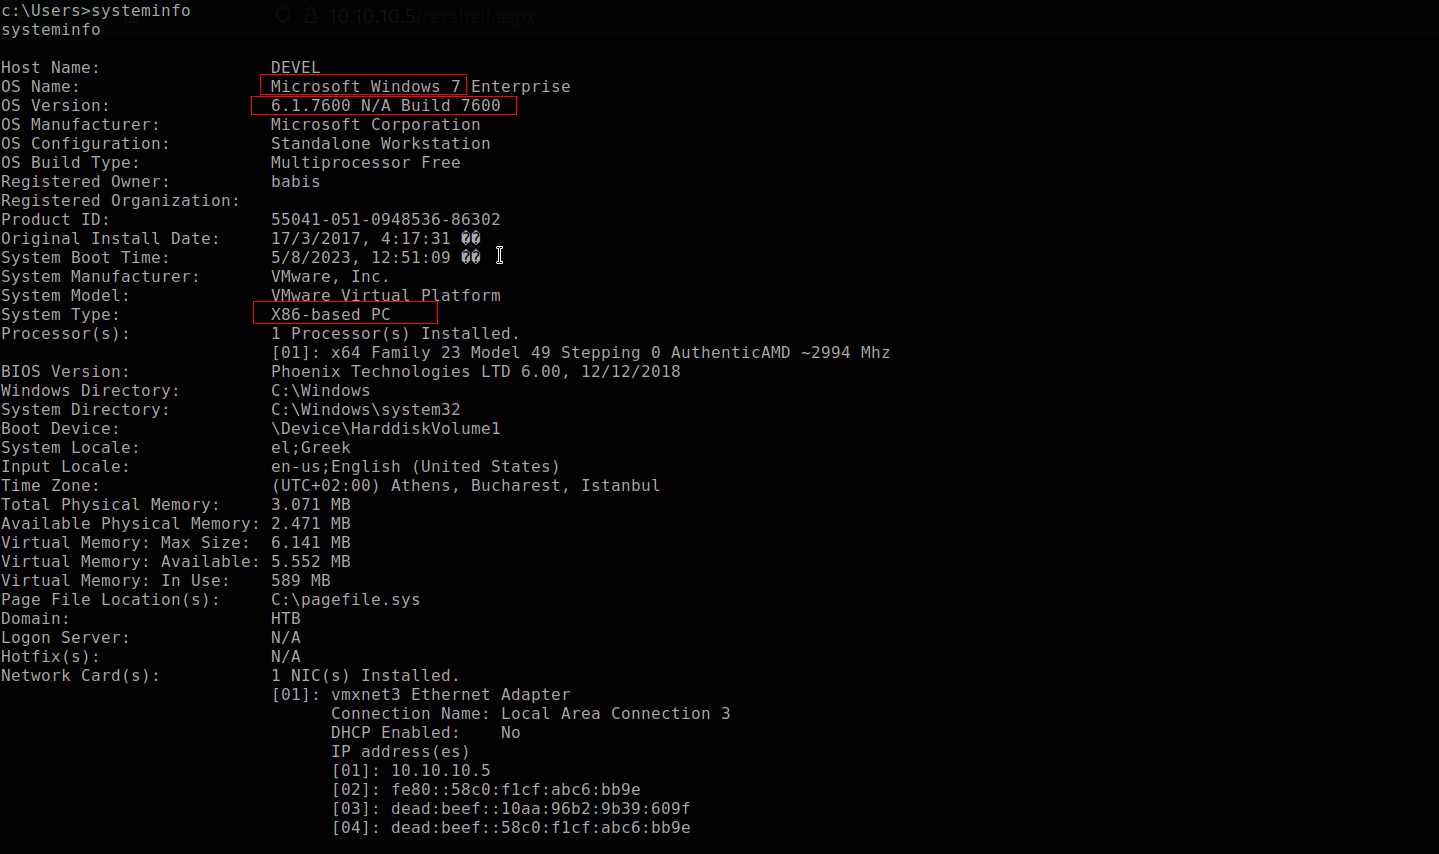 10.10.10.5/revshell.aspx
c:\Users>systeminfo
systeminfo
Host Name: DEVEL
OS Name: Microsoft Windows 7 Enterprise
OS Version: 6.1.7600 N/A Build 7600
OS Manufacturer: Microsoft Corporation
OS Configuration: Standalone Workstation
OS Build Type: Multiprocessor Free
Registered Owner: babis
Registered Organization:
Product ID: 55041-051-0948536-86302
Original Install Date: 17/3/2017, 4:17:31 ��
System Boot Time: 5/8/2023, 12:51:09 ��
System Manufacturer: VMware, Inc.
System Model: VMware Virtual Platform
System Type: X86-based PC
Processor(s): 1 Processor(s) Installed.
[01]: x64 Family 23 Model 49 Stepping 0 AuthenticAMD ~2994 Mhz
BIOS Version: Phoenix Technologies LTD 6.00, 12/12/2018
Windows Directory: C:\Windows
System Directory: C:\Windows\system32
Boot Device: \Device\HarddiskVolume1
System Locale: el;Greek
Input Locale: en-us;English (United States)
Time Zone: (UTC+02:00) Athens, Bucharest, Istanbul
Total Physical Memory: 3.071 MB
Available Physical Memory: 2.471 MB
Virtual Memory: Max Size: 6.141 MB
Virtual Memory: Available: 5.552 MB
Virtual Memory: In Use: 589 MB
Page File Location(s): C:\pagefile.sys
Domain: HTB
Logon Server: N/A
Hotfix(s): N/A
Network Card(s): 1 NIC(s) Installed.
[01]: vmxnet3 Ethernet Adapter
Connection Name: Local Area Connection 3
DHCP Enabled: No
IP address(es)
[01]: 10.10.10.5
[02]: fe80::58c0:f1cf:abc6:bb9e
[03]: dead:beef::10aa:96b2:9b39:609f
[04]: dead:beef::58c0:f1cf:abc6:bb9e